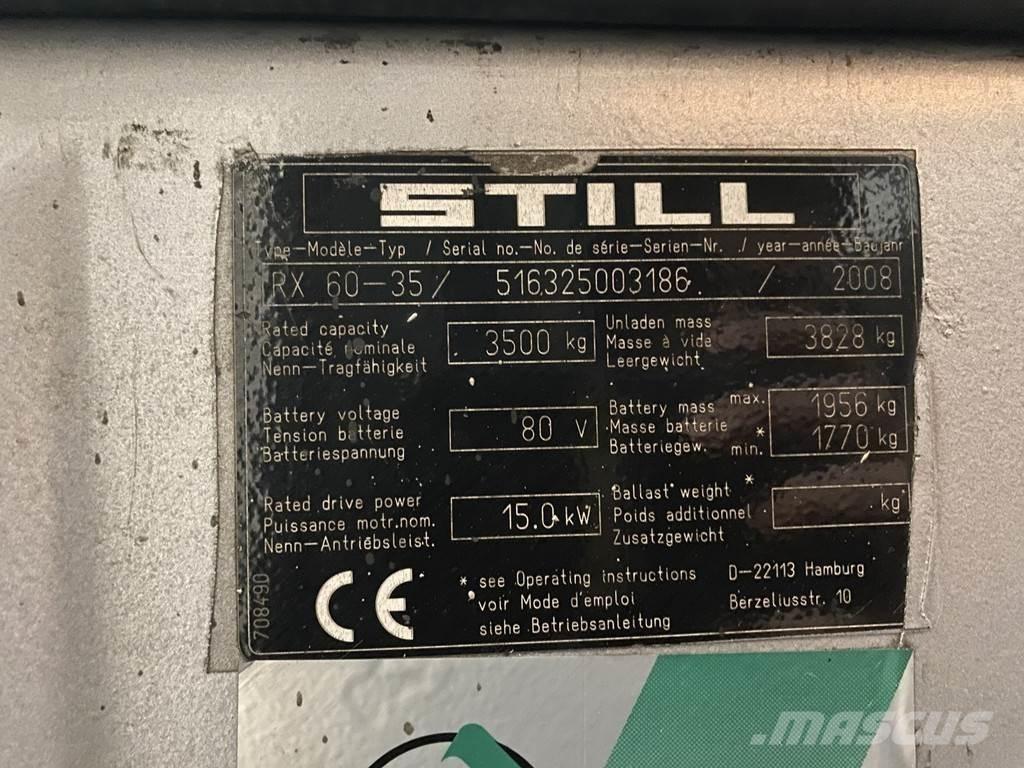 STILL
Type-Modèle-Typ / Serial no.-No. de série-Serien-Nr. / year-année-Baujahr
RX 60-35 / 516325003186 / 2008
Rated capacity
Capacité nominale
Nenn-Tragfähigkeit
3500 kg
Unladen mass
Masse à vide
Leergewicht
3828 kg
Battery voltage
Tension batterie
Batteriespannung
80 V
Battery mass max.
Masse batterie *
Batteriegew. min.
1956 kg
1770 kg
Rated drive power
Puissance motr.nom.
Nenn-Antriebsleist.
15.0 kW
Ballast weight *
Poids additionnel
Zusatzgewicht
kg
CE
* see Operating instructions
voir Mode d'emploi
siehe Betriebsanleitung
D-22113 Hamburg
Berzeliusstr. 10
708490
MASCUS